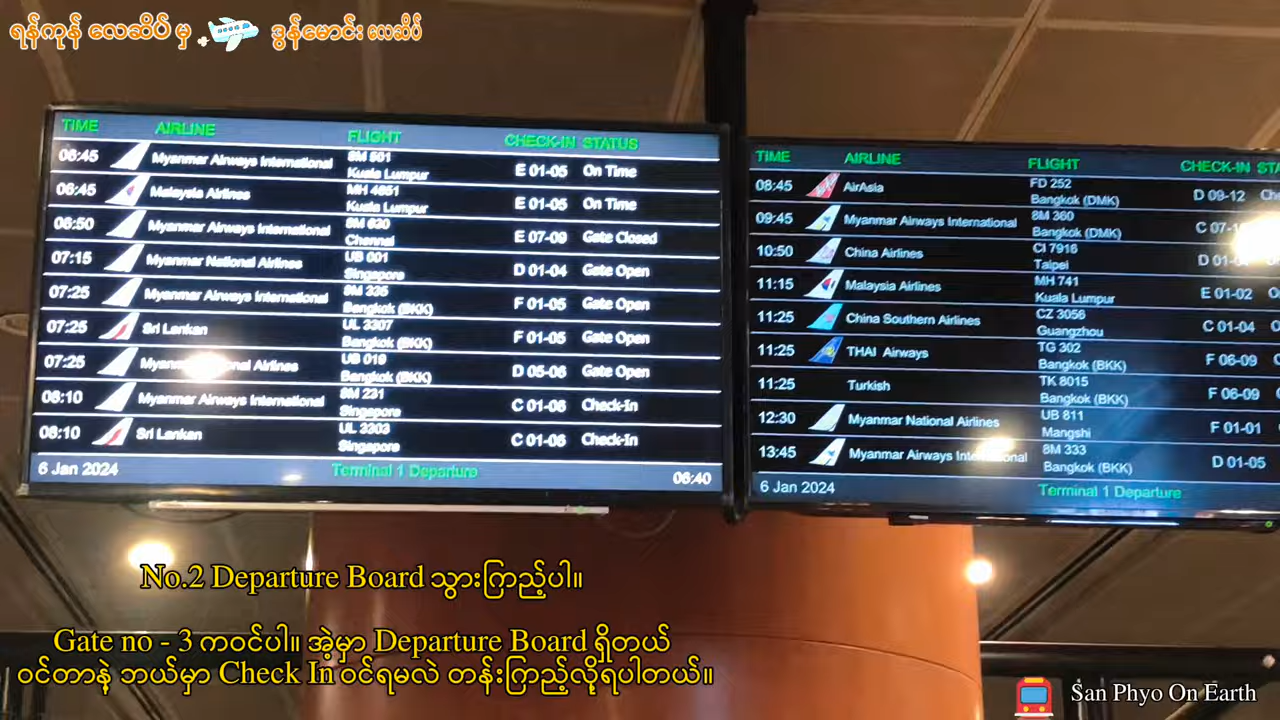 ရန်ကုန် လေဆိပ် မှ ဒွန်မောင်း လေဆိပ်
TIME AIRLINE FLIGHT CHECK-IN STATUS
06:45 Myanmar Airways International 8M 501 Kuala Lumpur E 01-05 On Time
06:45 Malaysia Airlines MH 4851 Kuala Lumpur E 01-05 On Time
06:50 Myanmar Airways International 8M 630 Chennai E 07-09 Gate Closed
07:15 Myanmar National Airlines UB 001 Singapore D 01-04 Gate Open
07:25 Myanmar Airways International 8M 335 Bangkok (BKK) F 01-05 Gate Open
07:25 Sri Lankan UL 3307 Bangkok (BKK) F 01-05 Gate Open
07:25 Myanmar National Airlines UB 019 Bangkok (BKK) D 05-06 Gate Open
08:10 Myanmar Airways International 8M 231 Singapore C 01-06 Check-In
08:10 Sri Lankan UL 3303 Singapore C 01-06 Check-In
6 Jan 2024 Terminal 1 Departure 06:40
TIME AIRLINE FLIGHT CHECK-IN
08:45 AirAsia FD 252 Bangkok (DMK) D 09-12
09:45 Myanmar Airways International 8M 360 Bangkok (DMK) C
10:50 China Airlines CI 7916 Taipei D
11:15 Malaysia Airlines MH 741 Kuala Lumpur E 01-02
11:25 China Southern Airlines CZ 3056 Guangzhou C 01-04
11:25 THAI Airways TG 302 Bangkok (BKK) F 06-09
11:25 Turkish TK 8015 Bangkok (BKK) F 06-09
12:30 Myanmar National Airlines UB 811 Mangshi F 01-01
13:45 Myanmar Airways International 8M 333 Bangkok (BKK) D 01-05
6 Jan 2024 Terminal 1 Departure
No.2 Departure Board သွားကြည့်ပါ။
Gate no - 3 ကဝင်ပါ။ အဲ့မှာ Departure Board ရှိတယ်
ဝင်တာနဲ့ ဘယ်မှာ Check In ဝင်ရမလဲ တန်းကြည့်လို့ရပါတယ်။
San Phyo On Earth